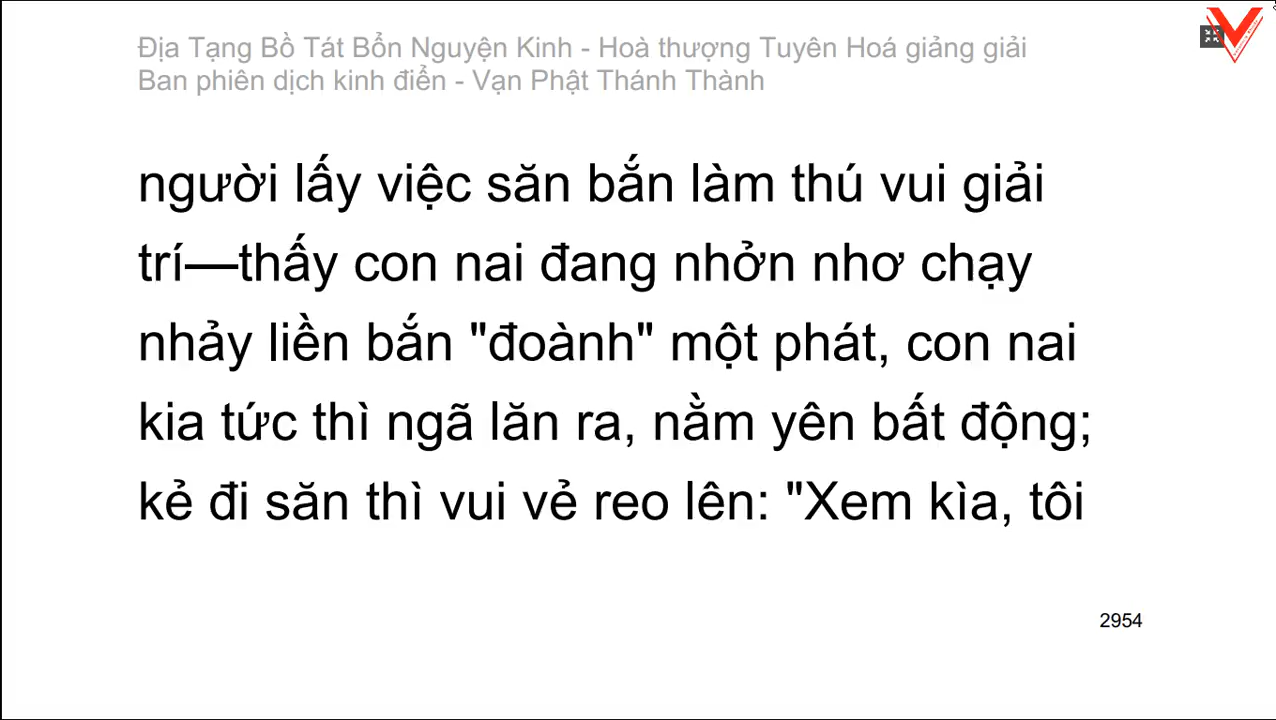 Địa Tạng Bồ Tát Bổn Nguyện Kinh - Hoà thượng Tuyên Hoá giảng giải
Ban phiên dịch kinh điển - Vạn Phật Thánh Thành
người lấy việc săn bắn làm thú vui giải
trí—thấy con nai đang nhởn nhơ chạy
nhảy liền bắn "đoành" một phát, con nai
kia tức thì ngã lăn ra, nằm yên bất động;
kẻ đi săn thì vui vẻ reo lên: "Xem kìa, tôi
2954